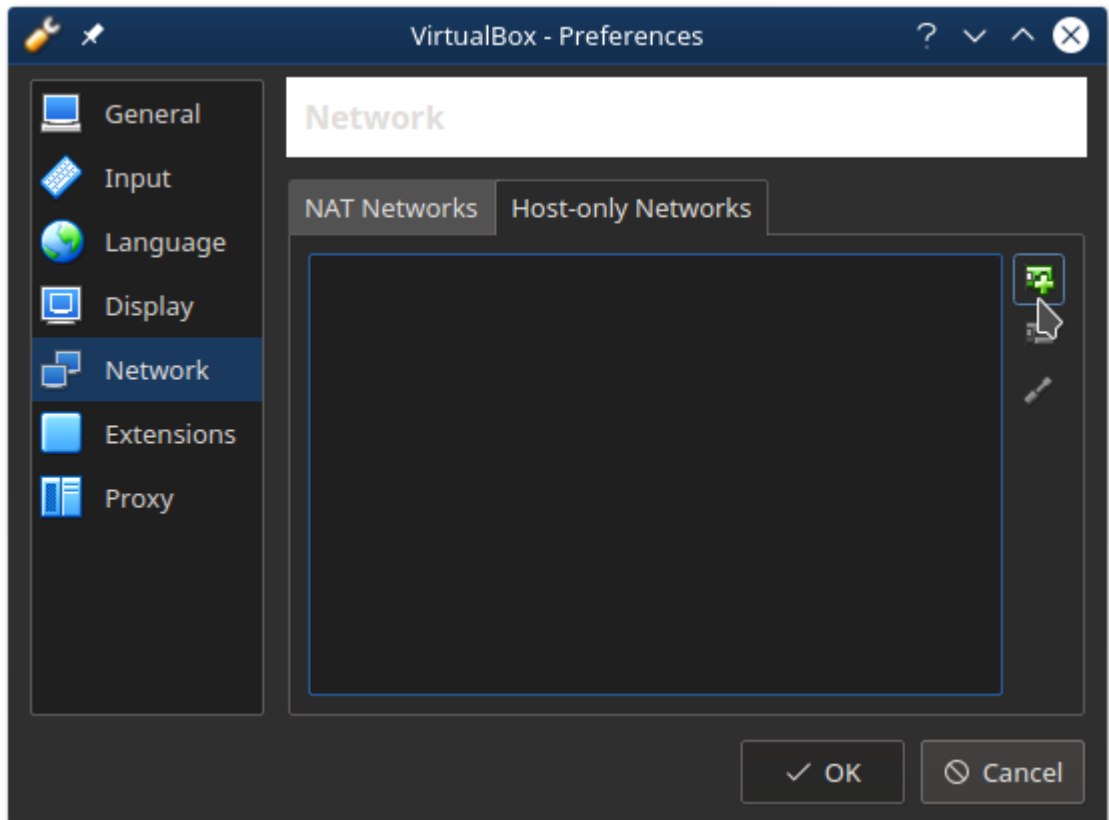 VirtualBox - Preferences
General
Input
Language
Display
Network
Extensions
Proxy
Network
NAT Networks
Host-only Networks
OK
Cancel